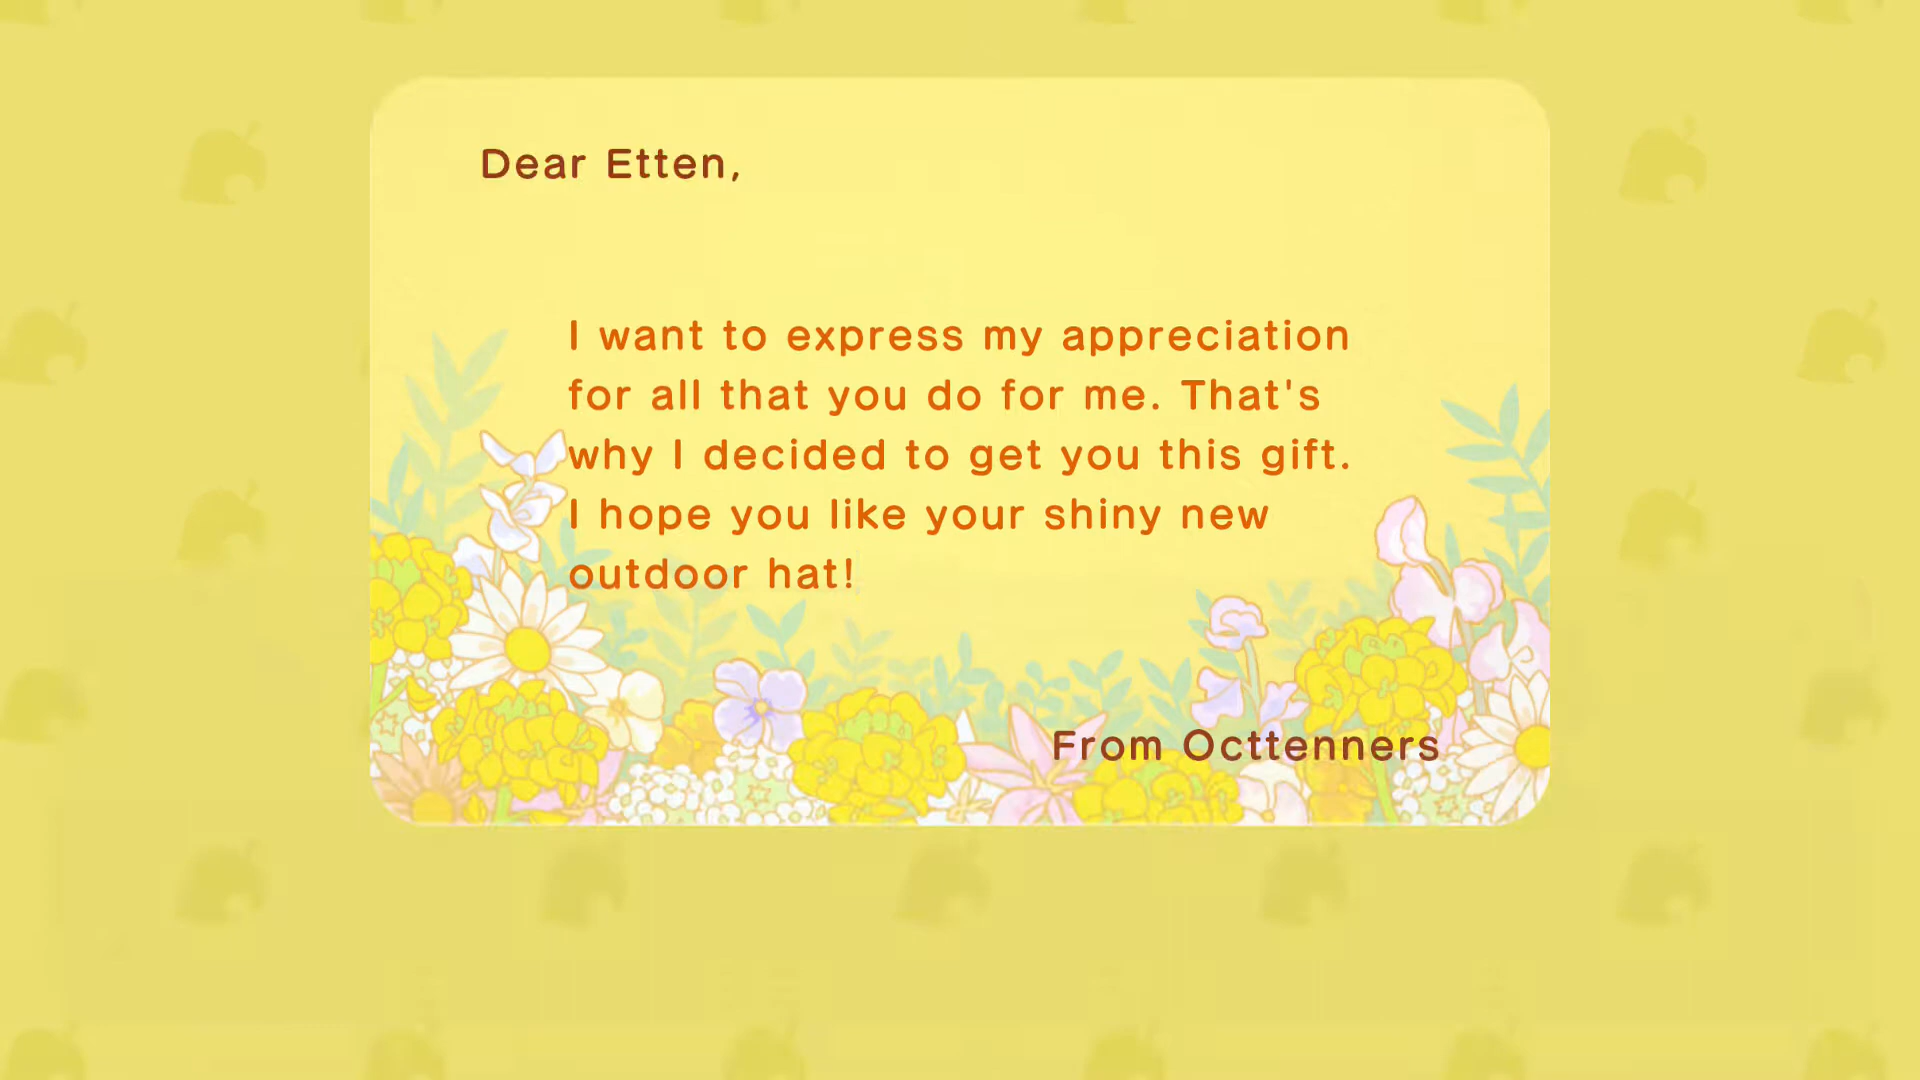 Dear Etten,
I want to express my appreciation
for all that you do for me. That's
why I decided to get you this gift.
I hope you like your shiny new
outdoor hat!
From Octtenners